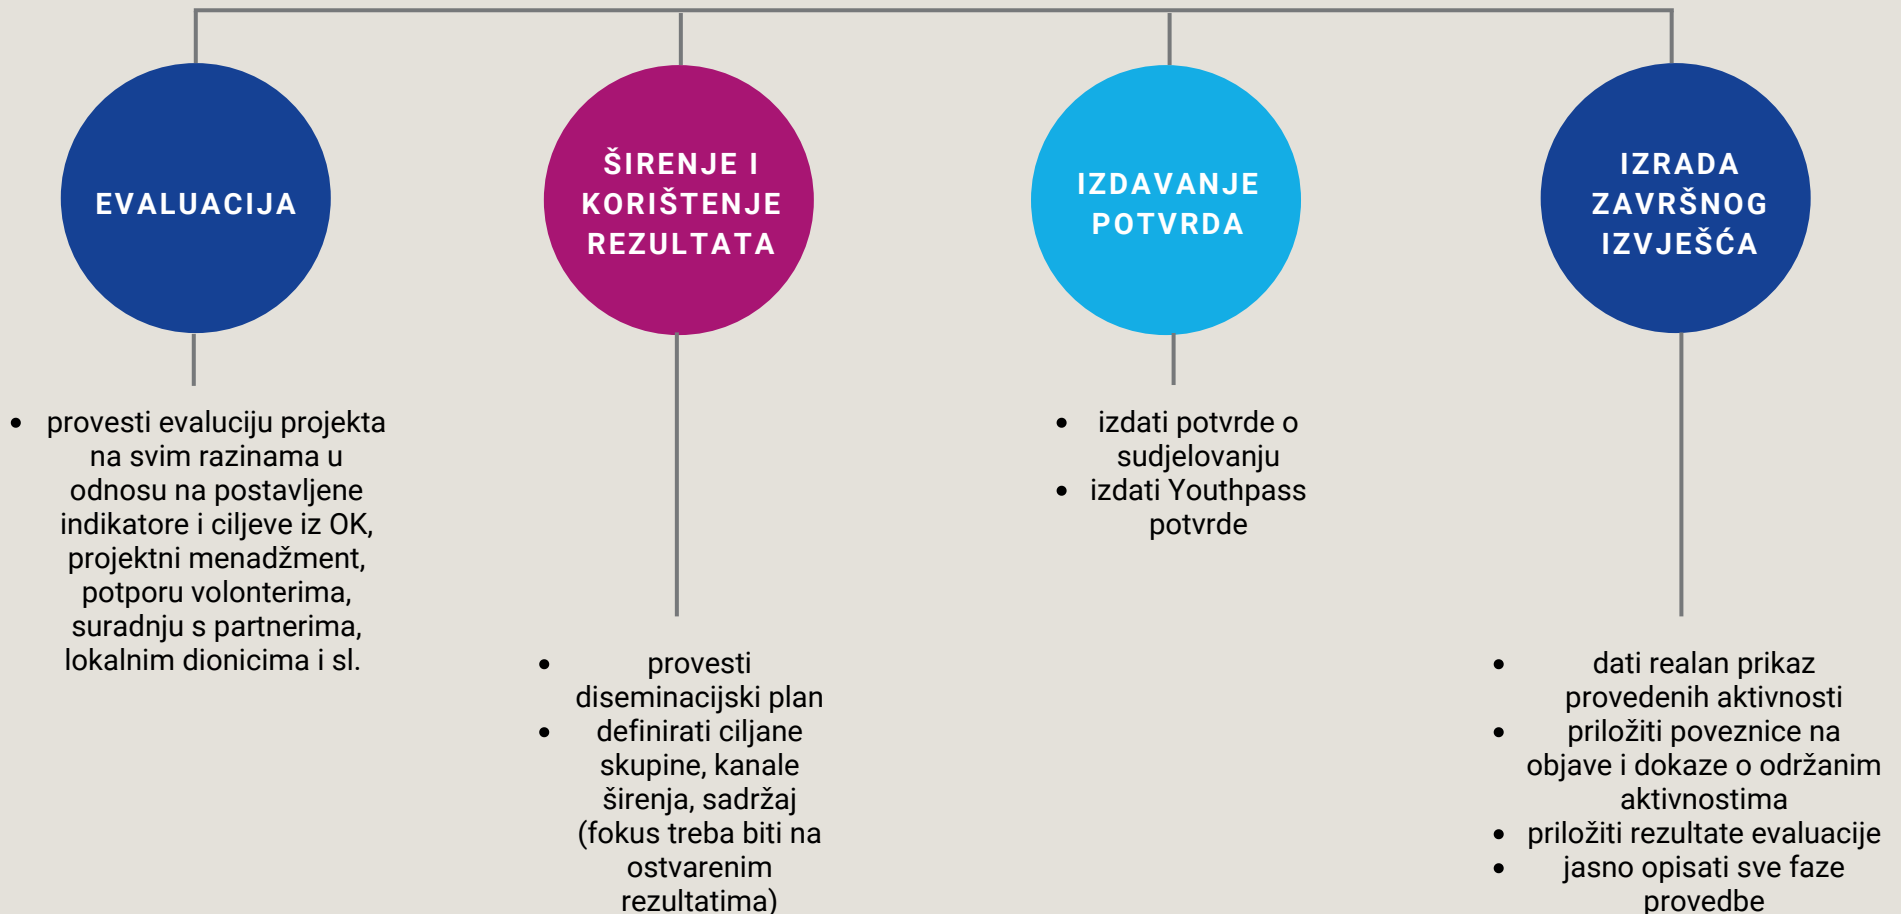 EVALUACIJA
• provesti evaluciju projekta
na svim razinama u
odnosu na postavljene
indikatore i ciljeve iz OK,
projektni menadžment,
potporu volonterima,
suradnju s partnerima,
lokalnim dionicima i sl.
ŠIRENJE I
KORIŠTENJE
REZULTATA
• provesti
diseminacijski plan
• definirati ciljane
skupine, kanale
širenja, sadržaj
(fokus treba biti na
ostvarenim
rezultatima)
IZDAVANJE
POTVRDA
• izdati potvrde o
sudjelovanju
• izdati Youthpass
potvrde
IZRADA
ZAVRŠNOG
IZVJEŠĆA
• dati realan prikaz
provedenih aktivnosti
• priložiti poveznice na
objave i dokaze o održanim
aktivnostima
• priložiti rezultate evaluacije
• jasno opisati sve faze
provedbe